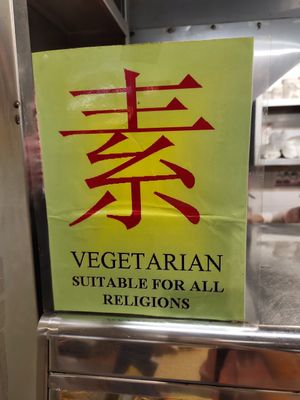 素
VEGETARIAN
SUITABLE FOR ALL
RELIGIONS